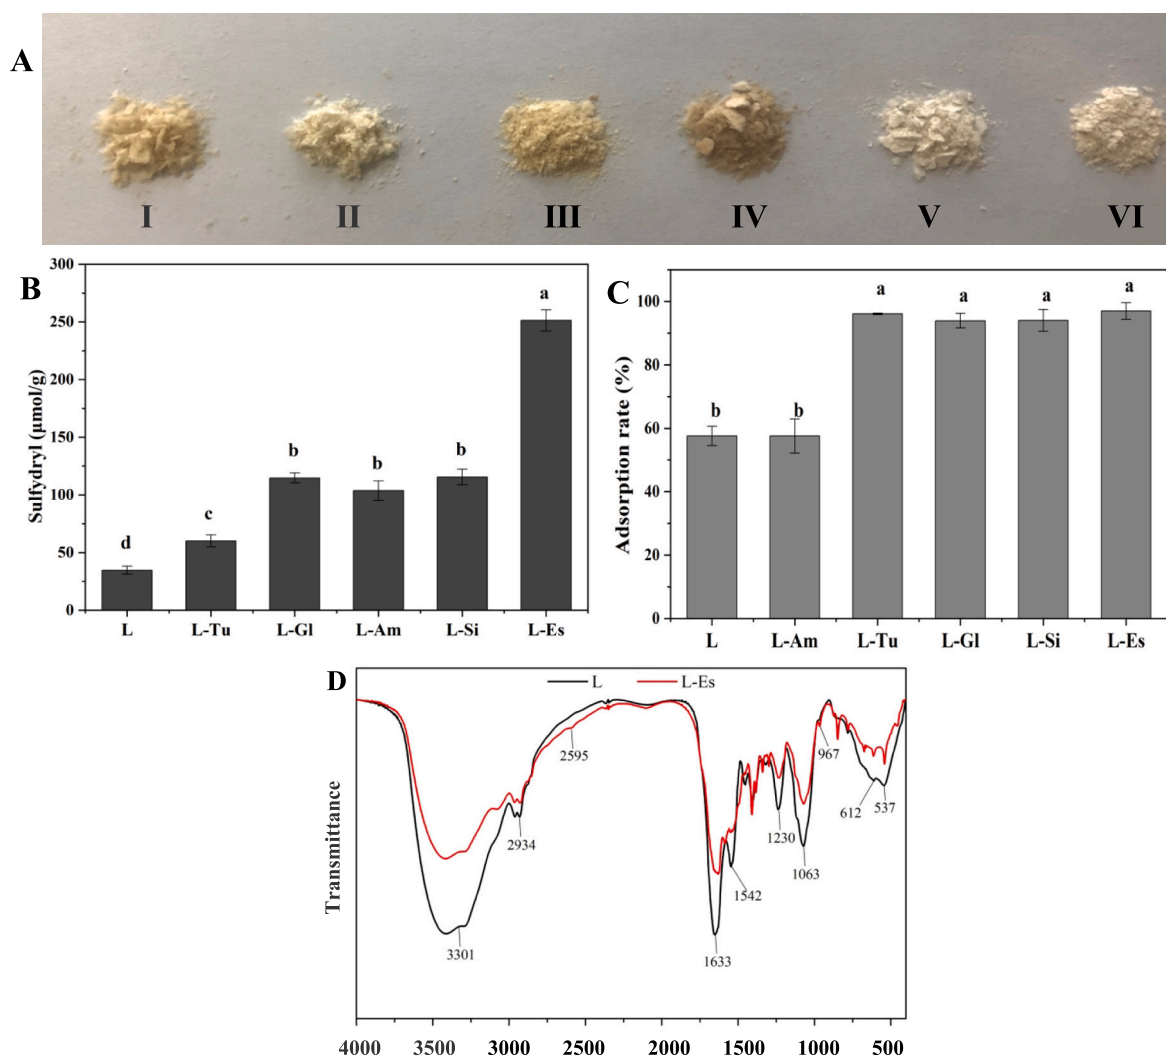 A
I II III IV V VI
B
Sulfydryl (μmol/g)
300
250
200
150
100
50
0
d
c
b
b
b
a
L L-Tu L-Gl L-Am L-Si L-Es
C
Adsorption rate (%)
100
80
60
40
20
0
b
b
a
a
a
a
L L-Am L-Tu L-Gl L-Si L-Es
D
L L-Es
Transmittance
2595
967
2934
612
537
1230
1542
1063
3301
1633
4000 3500 3000 2500 2000 1500 1000 500